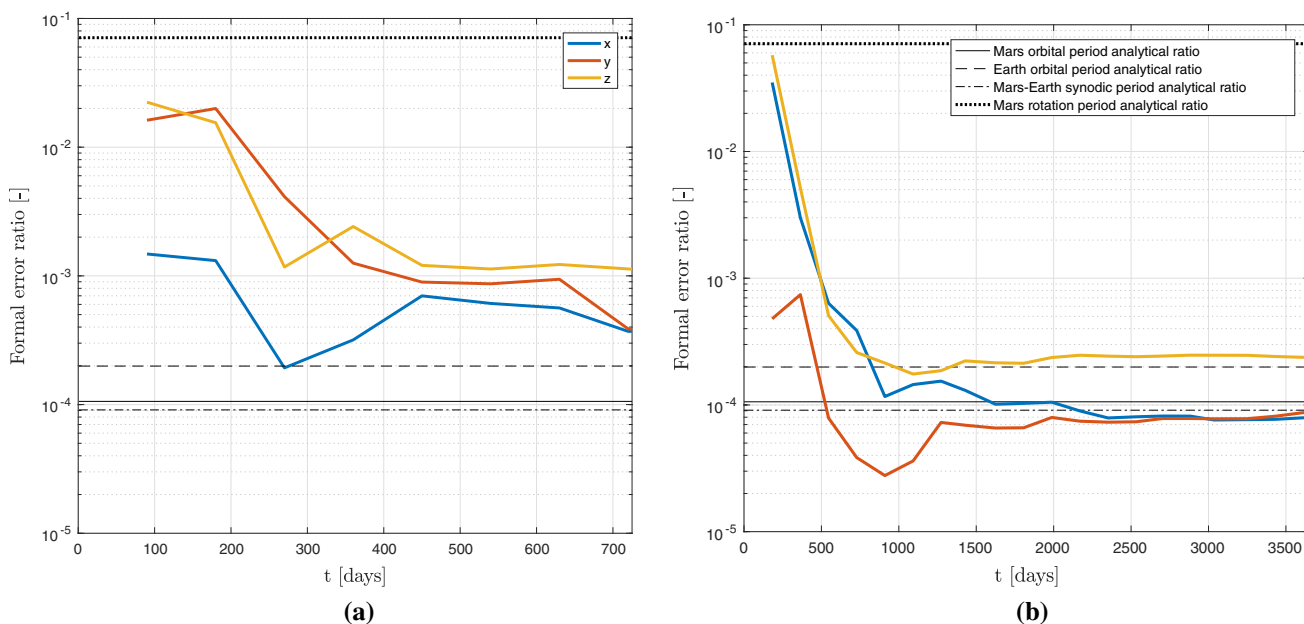 10^-1
10^-2
10^-3
10^-4
10^-5
Formal error ratio [-]
0 100 200 300 400 500 600 700
t [days]
x
y
z
(a)
10^-1
10^-2
10^-3
10^-4
10^-5
Formal error ratio [-]
0 500 1000 1500 2000 2500 3000 3500
t [days]
Mars orbital period analytical ratio
Earth orbital period analytical ratio
Mars-Earth synodic period analytical ratio
Mars rotation period analytical ratio
(b)